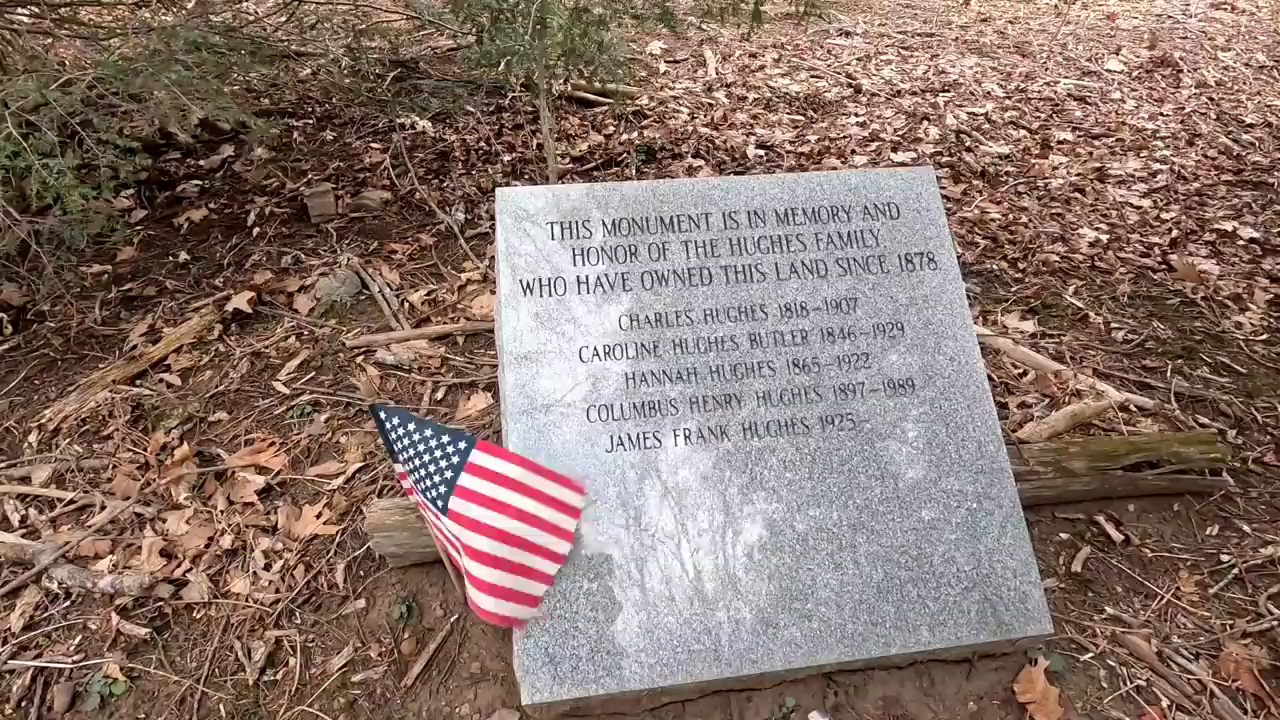 THIS MONUMENT IS IN MEMORY AND
HONOR OF THE HUGHES FAMILY
WHO HAVE OWNED THIS LAND SINCE 1878.
CHARLES HUGHES 1818-1907
CAROLINE HUGHES BUTLER 1846-1929
HANNAH HUGHES 1865-1922
COLUMBUS HENRY HUGHES 1897-1989
JAMES FRANK HUGHES 1925